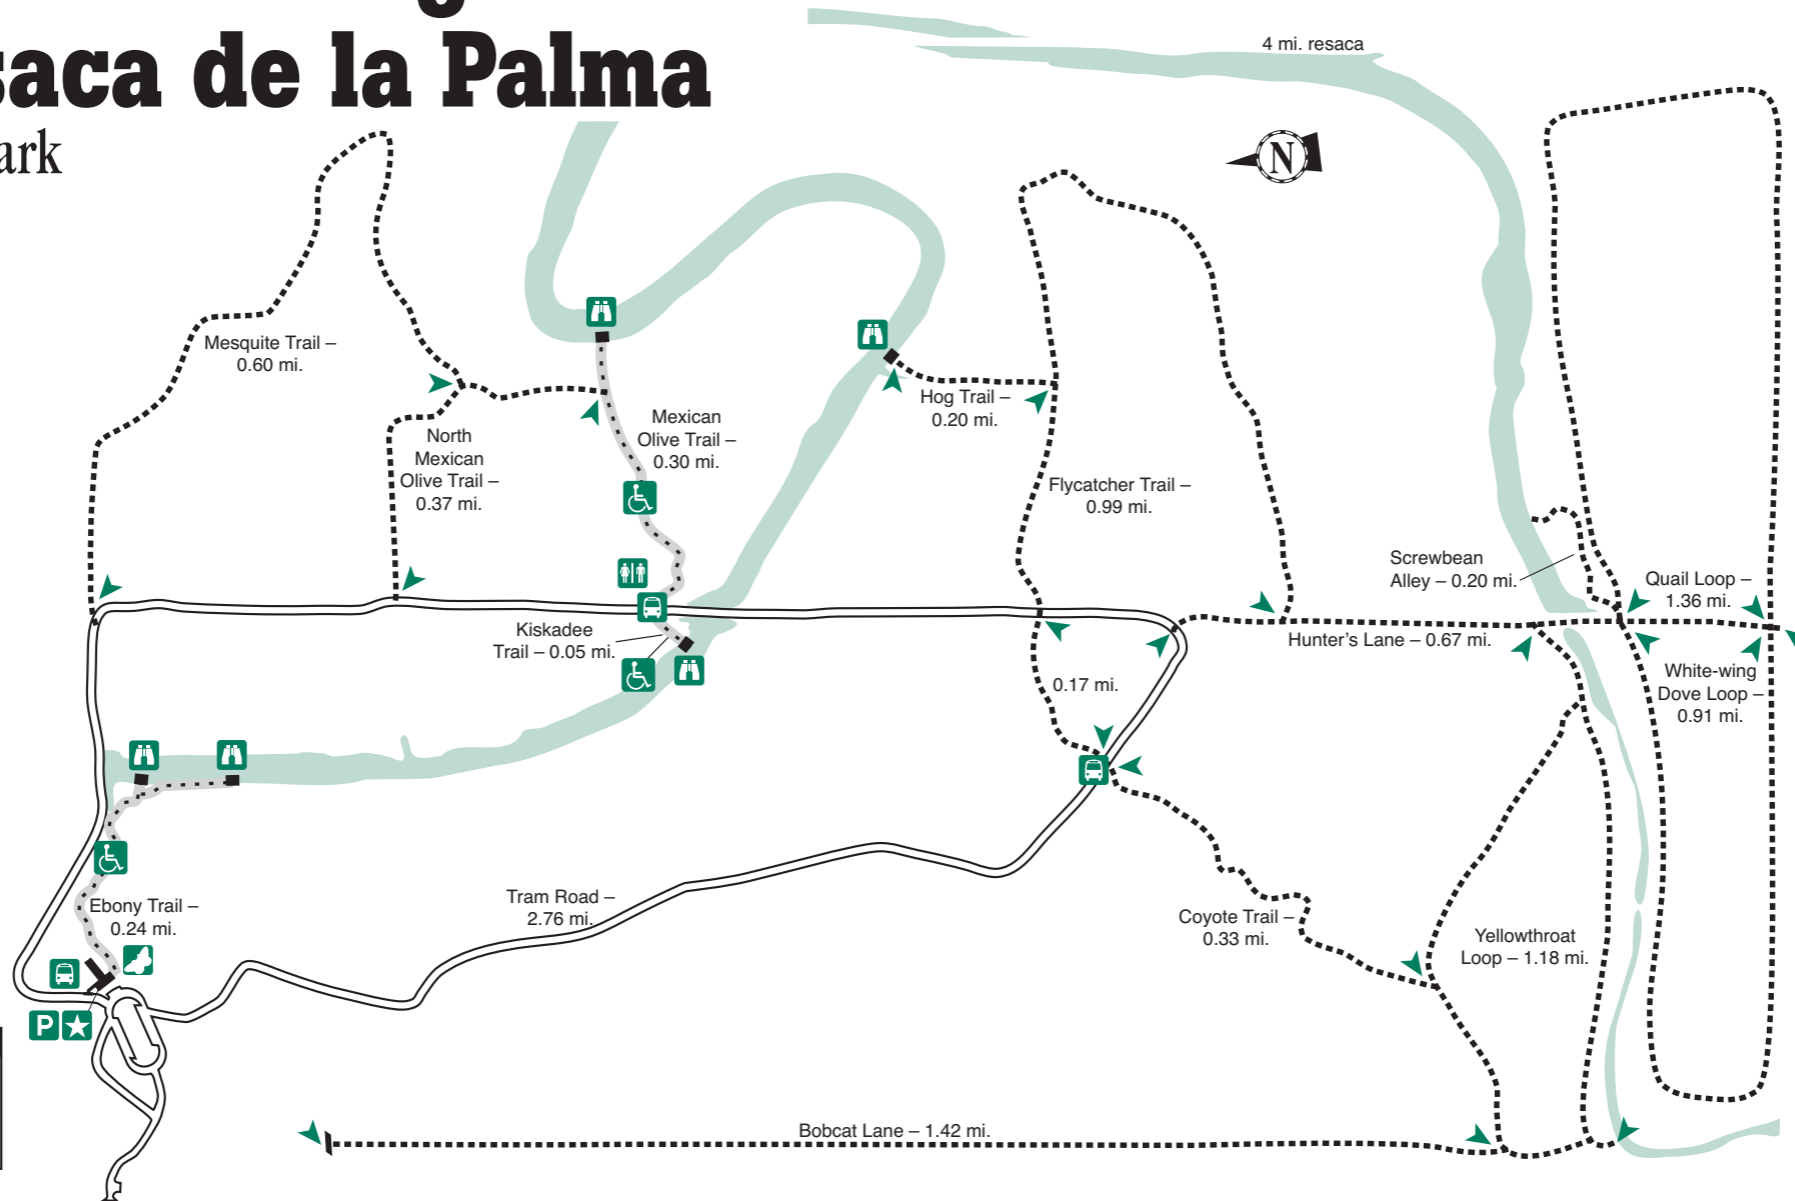 saca de la Palma
ark
4 mi. resaca
N
Mesquite Trail –
0.60 mi.
North
Mexican
Olive Trail –
0.37 mi.
Mexican
Olive Trail –
0.30 mi.
Hog Trail –
0.20 mi.
Flycatcher Trail –
0.99 mi.
Screwbean
Alley – 0.20 mi.
Quail Loop –
1.36 mi.
Kiskadee
Trail – 0.05 mi.
Hunter's Lane – 0.67 mi.
White-wing
Dove Loop –
0.91 mi.
0.17 mi.
Ebony Trail –
0.24 mi.
Tram Road –
2.76 mi.
Coyote Trail –
0.33 mi.
Yellowthroat
Loop – 1.18 mi.
P
Bobcat Lane – 1.42 mi.